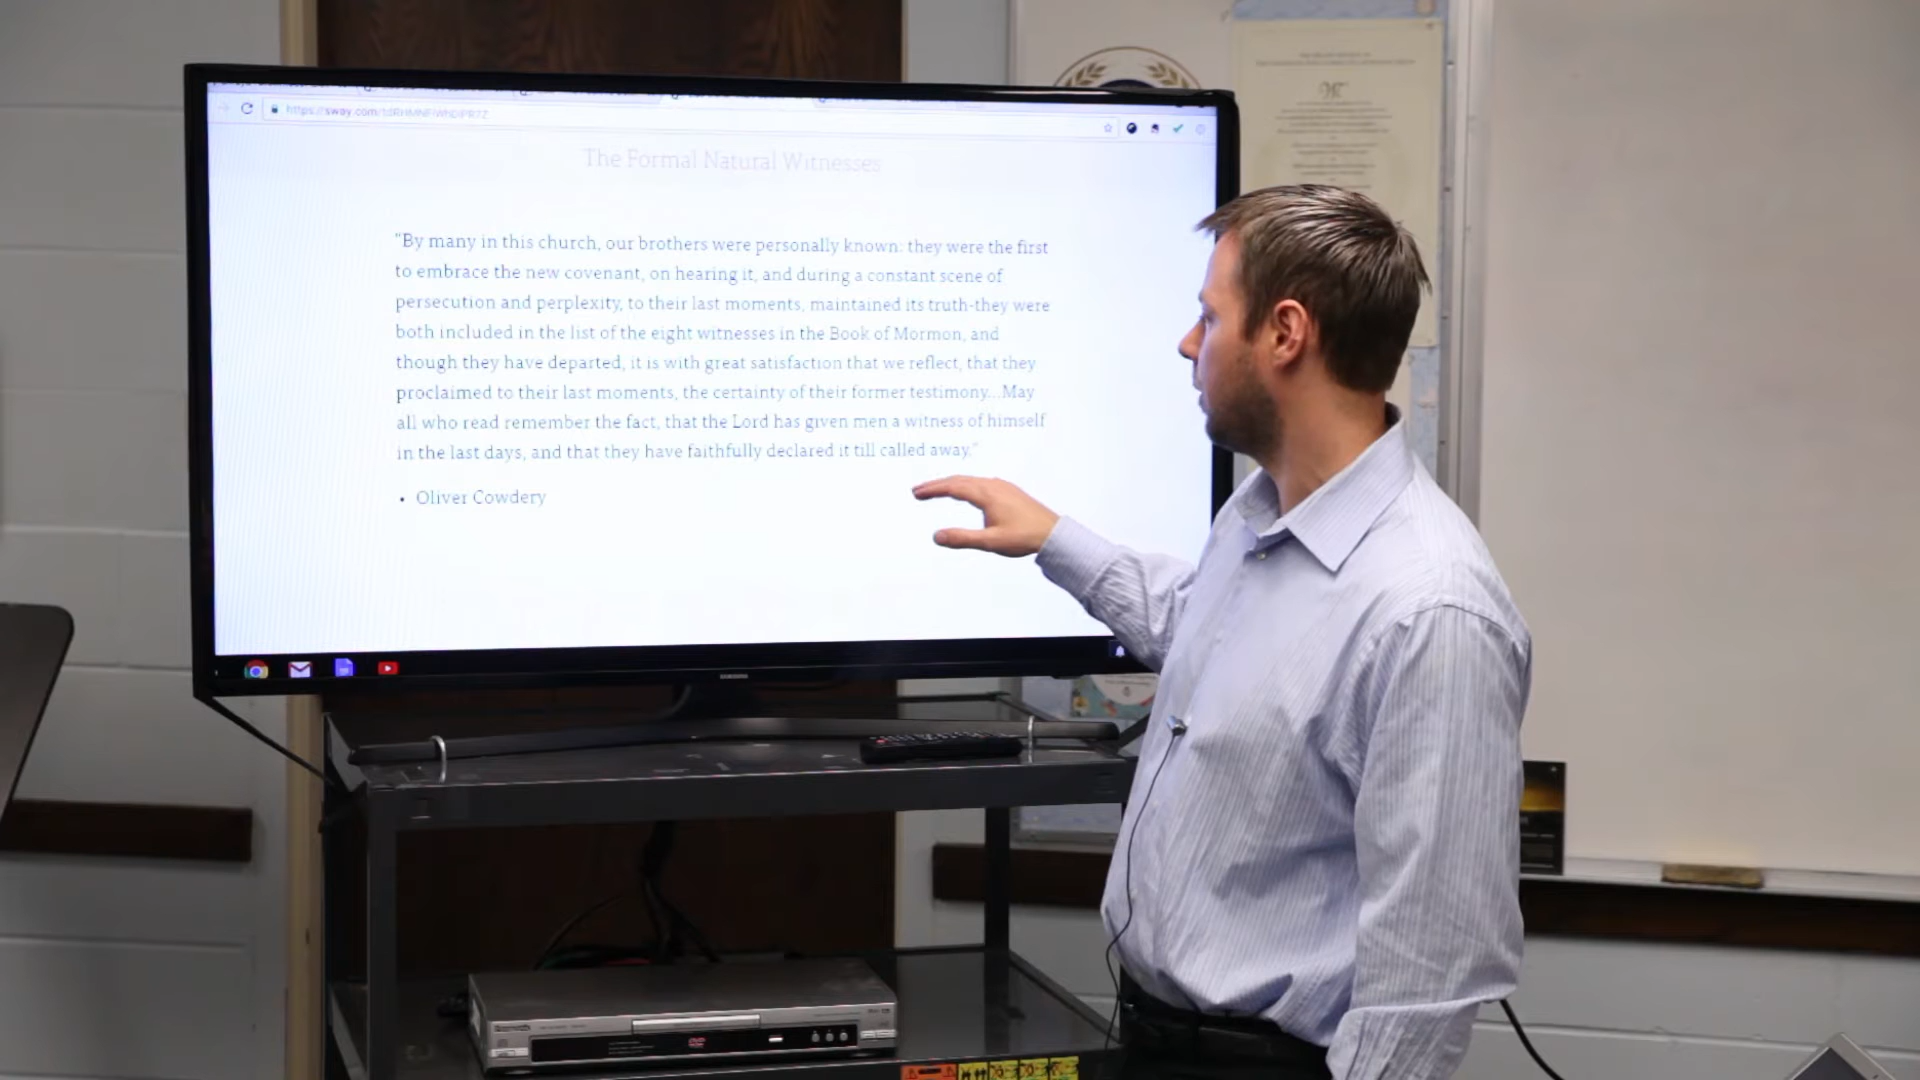 https://sway.com/
The Formal Natural Witnesses
"By many in this church, our brothers were personally known: they were the first
to embrace the new covenant, on hearing it, and during a constant scene of
persecution and perplexity, to their last moments, maintained its truth-they were
both included in the list of the eight witnesses in the Book of Mormon, and
though they have departed, it is with great satisfaction that we reflect, that they
proclaimed to their last moments, the certainty of their former testimony...May
all who read remember the fact, that the Lord has given men a witness of himself
in the last days, and that they have faithfully declared it till called away."
• Oliver Cowdery
SAMSUNG